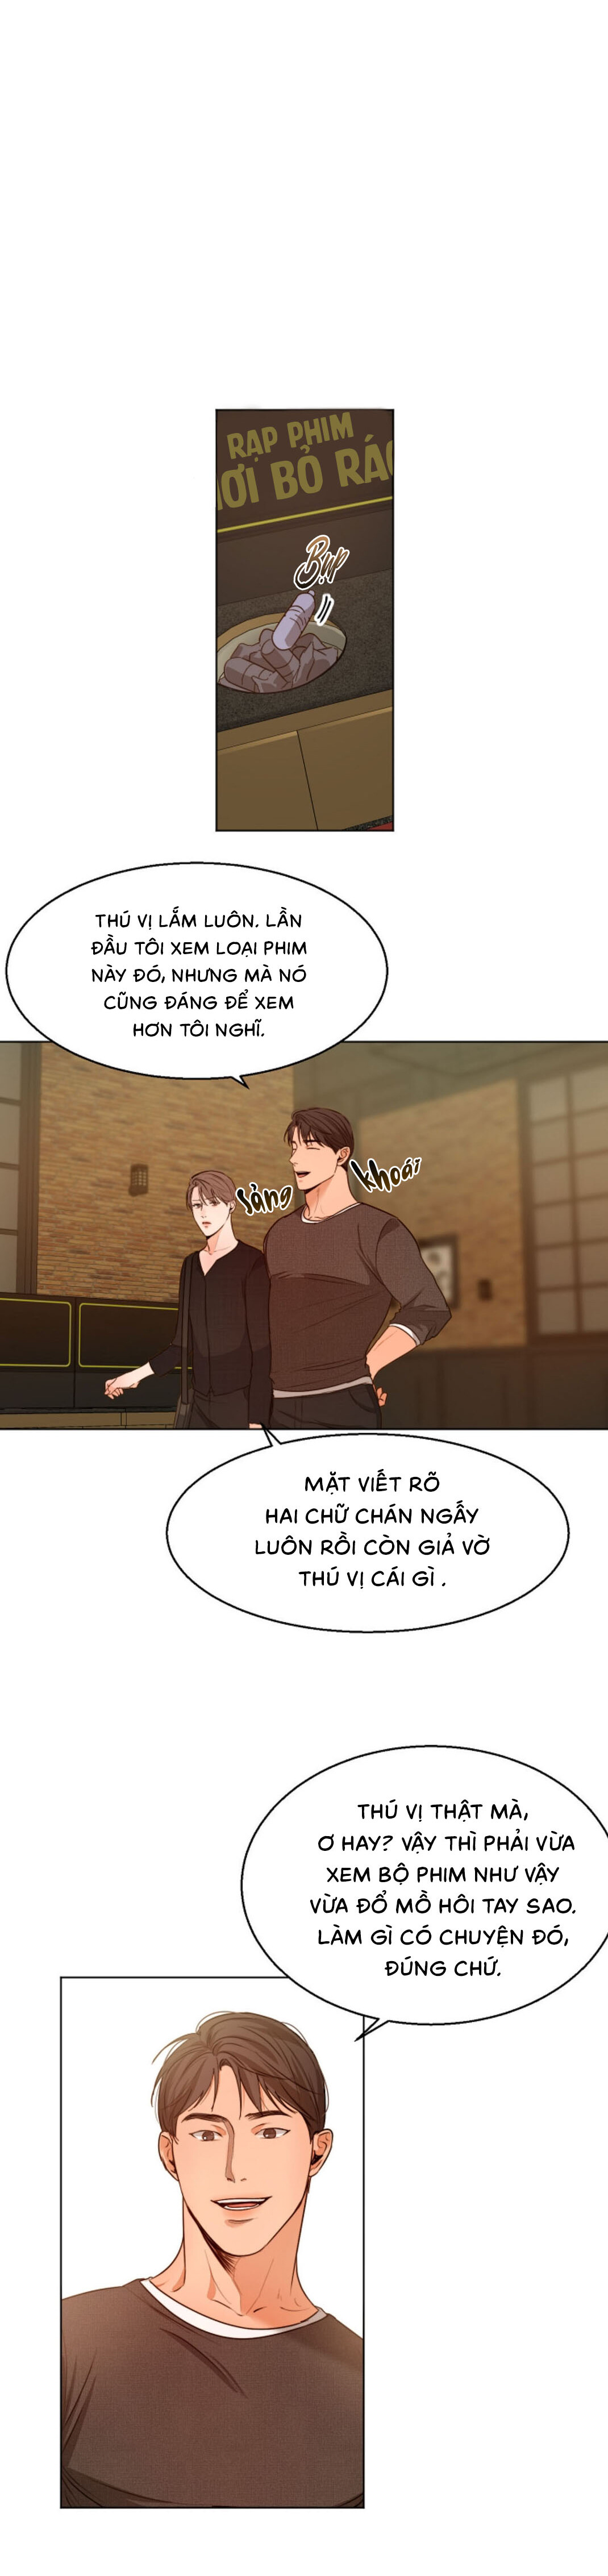 RẠP PHIM
ƠI BỎ RÁC
Bụp
THÚ VỊ LẮM LUÔN. LẦN
ĐẦU TÔI XEM LOẠI PHIM
NÀY ĐÓ, NHƯNG MÀ NÓ
CŨNG ĐÁNG ĐỂ XEM
HƠN TÔI NGHĨ.
sảng khoái
MẶT VIẾT RÕ
HAI CHỮ CHÁN NGẤY
LUÔN RỒI CÒN GIẢ VỜ
THÚ VỊ CÁI GÌ .
THÚ VỊ THẬT MÀ,
Ơ HAY? VẬY THÌ PHẢI VỪA
XEM BỘ PHIM NHƯ VẬY
VỪA ĐỔ MỒ HÔI TAY SAO.
LÀM GÌ CÓ CHUYỆN ĐÓ,
ĐÚNG CHỨ.